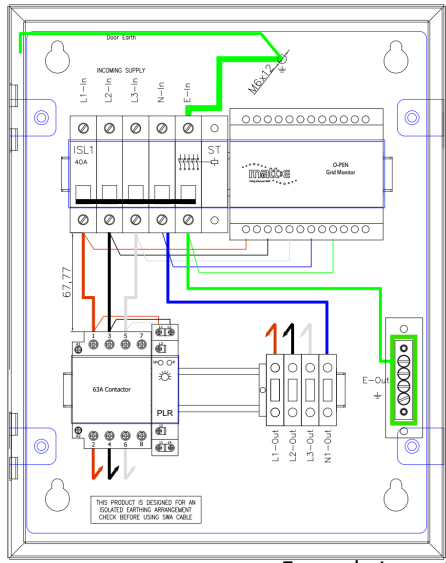 Door Earth
INCOMING SUPPLY
L1-In
L2-In
L3-In
N-In
E-In
M6x12
ISL1
40A
ST
matt:e
O-PEN
Grid Monitor
67,77
1
3
5
7
63A Contactor
PLR
2
4
6
8
E-Out
L1-Out
L2-Out
L3-Out
N1-Out
THIS PRODUCT IS DESIGNED FOR AN
ISOLATED EARTHING ARRANGEMENT
CHECK BEFORE USING SWA CABLE